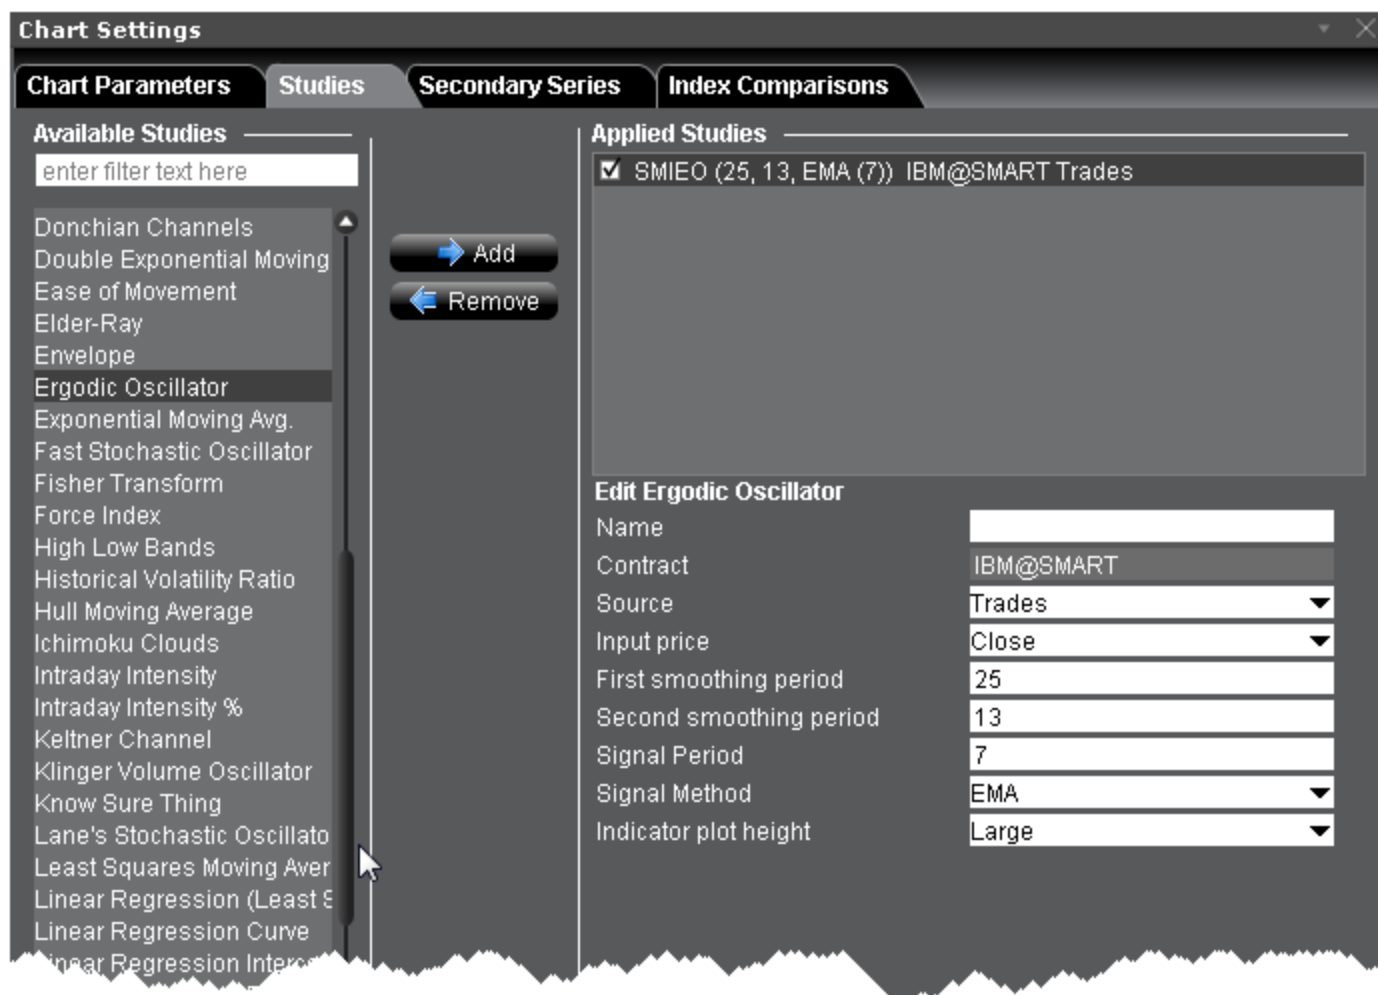 Chart Settings
Chart Parameters
Studies
Secondary Series
Index Comparisons
Available Studies
enter filter text here
Donchian Channels
Double Exponential Moving
Ease of Movement
Elder-Ray
Envelope
Ergodic Oscillator
Exponential Moving Avg.
Fast Stochastic Oscillator
Fisher Transform
Force Index
High Low Bands
Historical Volatility Ratio
Hull Moving Average
Ichimoku Clouds
Intraday Intensity
Intraday Intensity %
Keltner Channel
Klinger Volume Oscillator
Know Sure Thing
Lane's Stochastic Oscillato
Least Squares Moving Aver
Linear Regression (Least S
Linear Regression Curve
Regression
Add
Remove
Applied Studies
SMIEO (25, 13, EMA (7)) IBM@SMART Trades
Edit Ergodic Oscillator
Name
Contract IBM@SMART
Source Trades
Input price Close
First smoothing period 25
Second smoothing period 13
Signal Period 7
Signal Method EMA
Indicator plot height Large